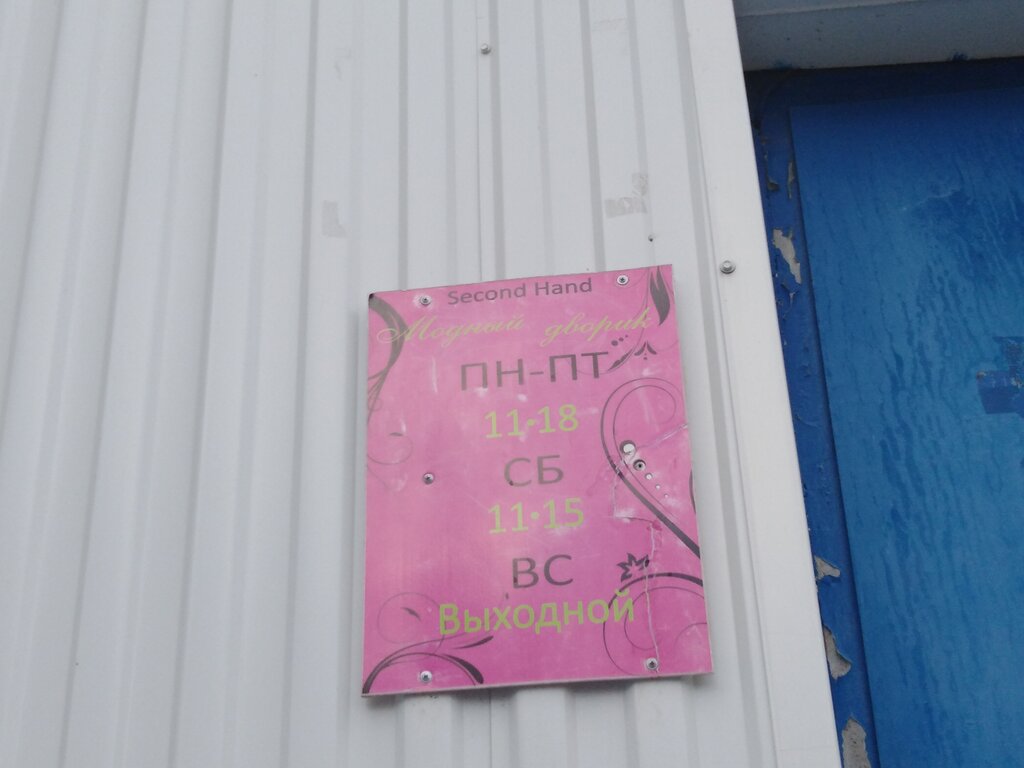 Second Hand
Модный дворик
ПН-ПТ
11-18
СБ
11-15
ВС
Выходной